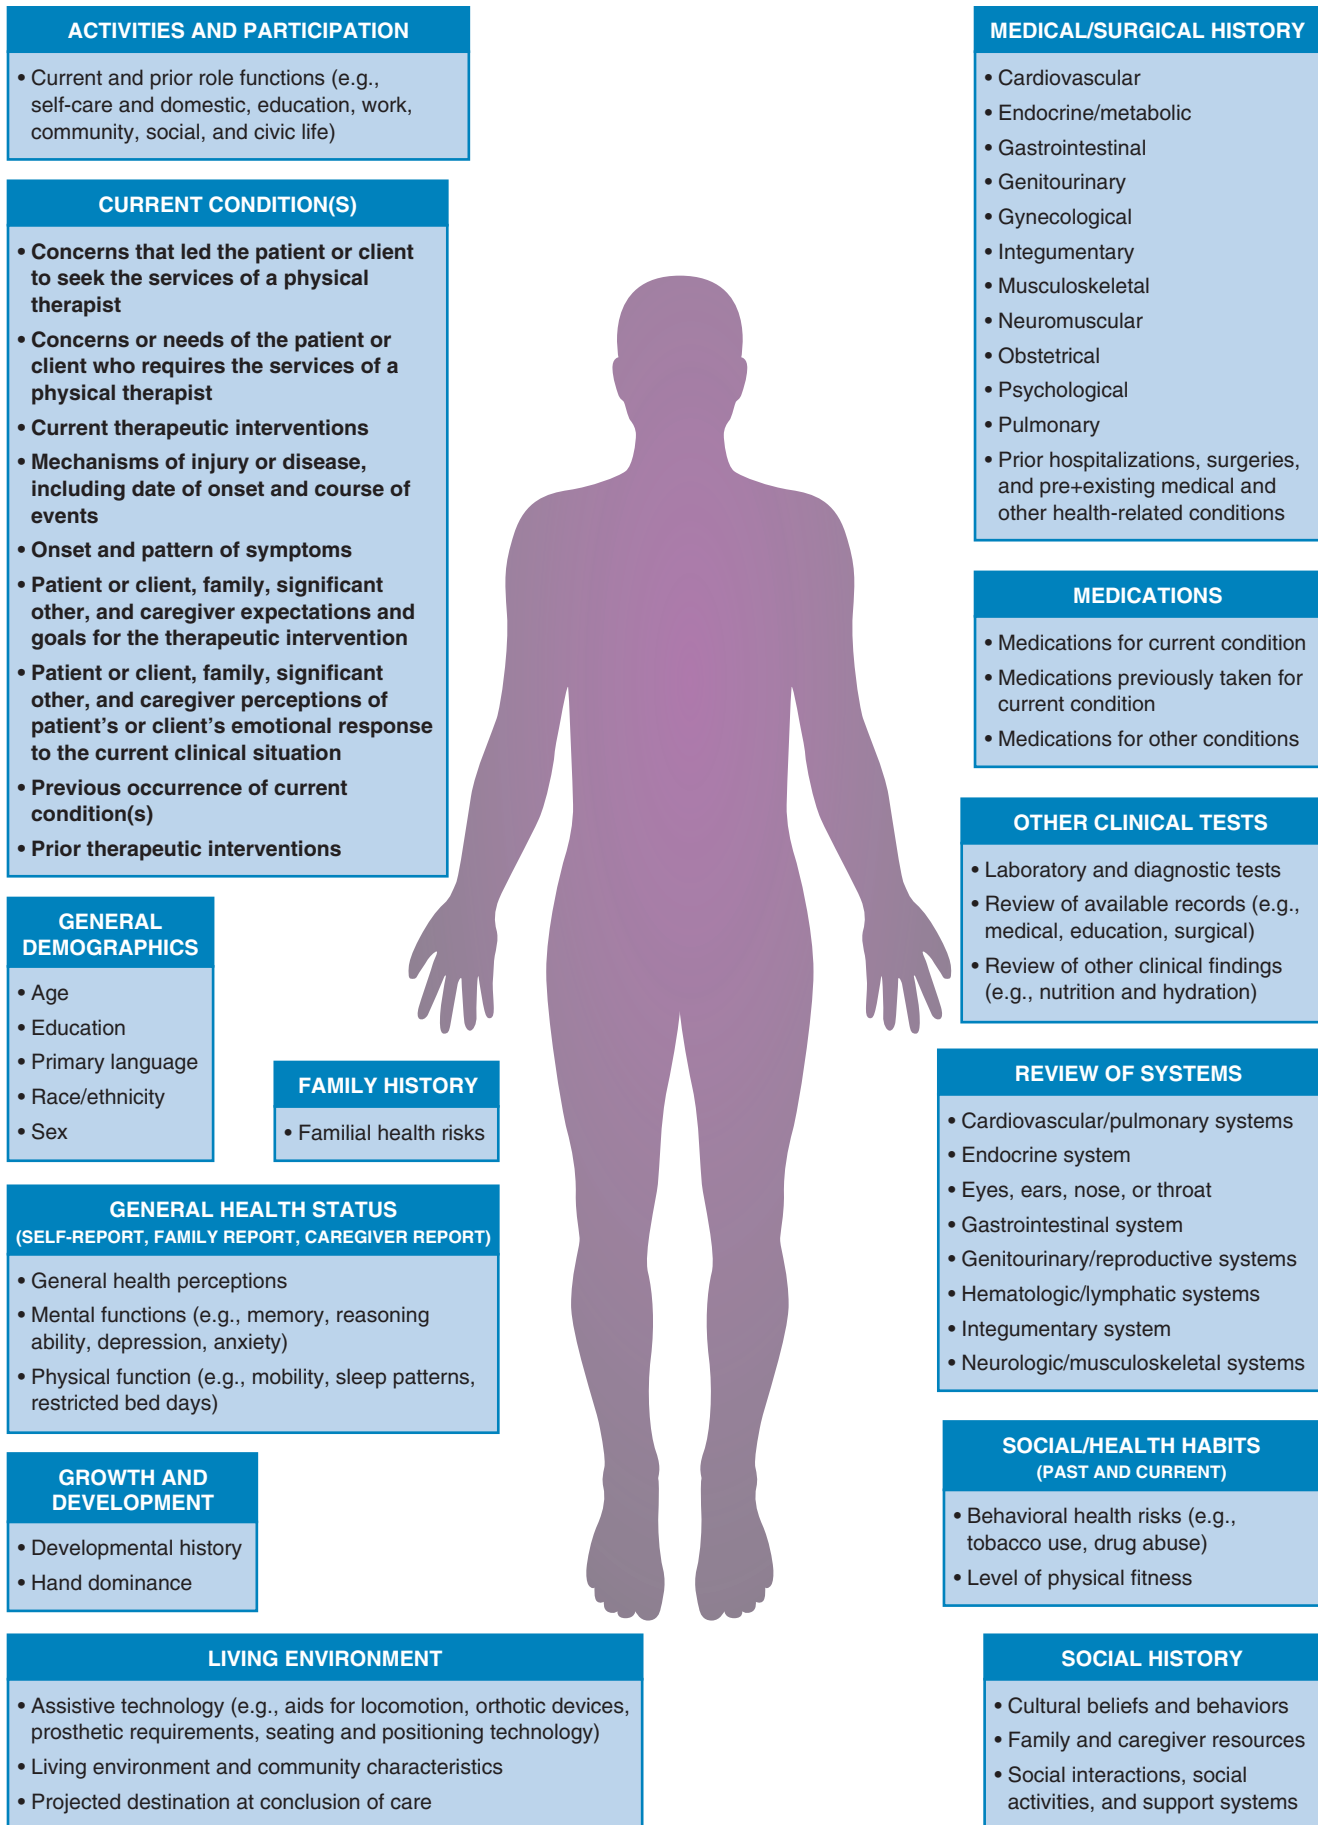 ACTIVITIES AND PARTICIPATION
• Current and prior role functions (e.g.,
self-care and domestic, education, work,
community, social, and civic life)
CURRENT CONDITION(S)
• Concerns that led the patient or client
to seek the services of a physical
therapist
• Concerns or needs of the patient or
client who requires the services of a
physical therapist
• Current therapeutic interventions
• Mechanisms of injury or disease,
including date of onset and course of
events
• Onset and pattern of symptoms
• Patient or client, family, significant
other, and caregiver expectations and
goals for the therapeutic intervention
• Patient or client, family, significant
other, and caregiver perceptions of
patient's or client's emotional response
to the current clinical situation
• Previous occurrence of current
condition(s)
• Prior therapeutic interventions
GENERAL
DEMOGRAPHICS
• Age
• Education
• Primary language
• Race/ethnicity
• Sex
FAMILY HISTORY
• Familial health risks
GENERAL HEALTH STATUS
(SELF-REPORT, FAMILY REPORT, CAREGIVER REPORT)
• General health perceptions
• Mental functions (e.g., memory, reasoning
ability, depression, anxiety)
• Physical function (e.g., mobility, sleep patterns,
restricted bed days)
GROWTH AND
DEVELOPMENT
• Developmental history
• Hand dominance
LIVING ENVIRONMENT
• Assistive technology (e.g., aids for locomotion, orthotic devices,
prosthetic requirements, seating and positioning technology)
• Living environment and community characteristics
• Projected destination at conclusion of care
MEDICAL/SURGICAL HISTORY
• Cardiovascular
• Endocrine/metabolic
• Gastrointestinal
• Genitourinary
• Gynecological
• Integumentary
• Musculoskeletal
• Neuromuscular
• Obstetrical
• Psychological
• Pulmonary
• Prior hospitalizations, surgeries,
and pre+existing medical and
other health-related conditions
MEDICATIONS
• Medications for current condition
• Medications previously taken for
current condition
• Medications for other conditions
OTHER CLINICAL TESTS
• Laboratory and diagnostic tests
• Review of available records (e.g.,
medical, education, surgical)
• Review of other clinical findings
(e.g., nutrition and hydration)
REVIEW OF SYSTEMS
• Cardiovascular/pulmonary systems
• Endocrine system
• Eyes, ears, nose, or throat
• Gastrointestinal system
• Genitourinary/reproductive systems
• Hematologic/lymphatic systems
• Integumentary system
• Neurologic/musculoskeletal systems
SOCIAL/HEALTH HABITS
(PAST AND CURRENT)
• Behavioral health risks (e.g.,
tobacco use, drug abuse)
• Level of physical fitness
SOCIAL HISTORY
• Cultural beliefs and behaviors
• Family and caregiver resources
• Social interactions, social
activities, and support systems